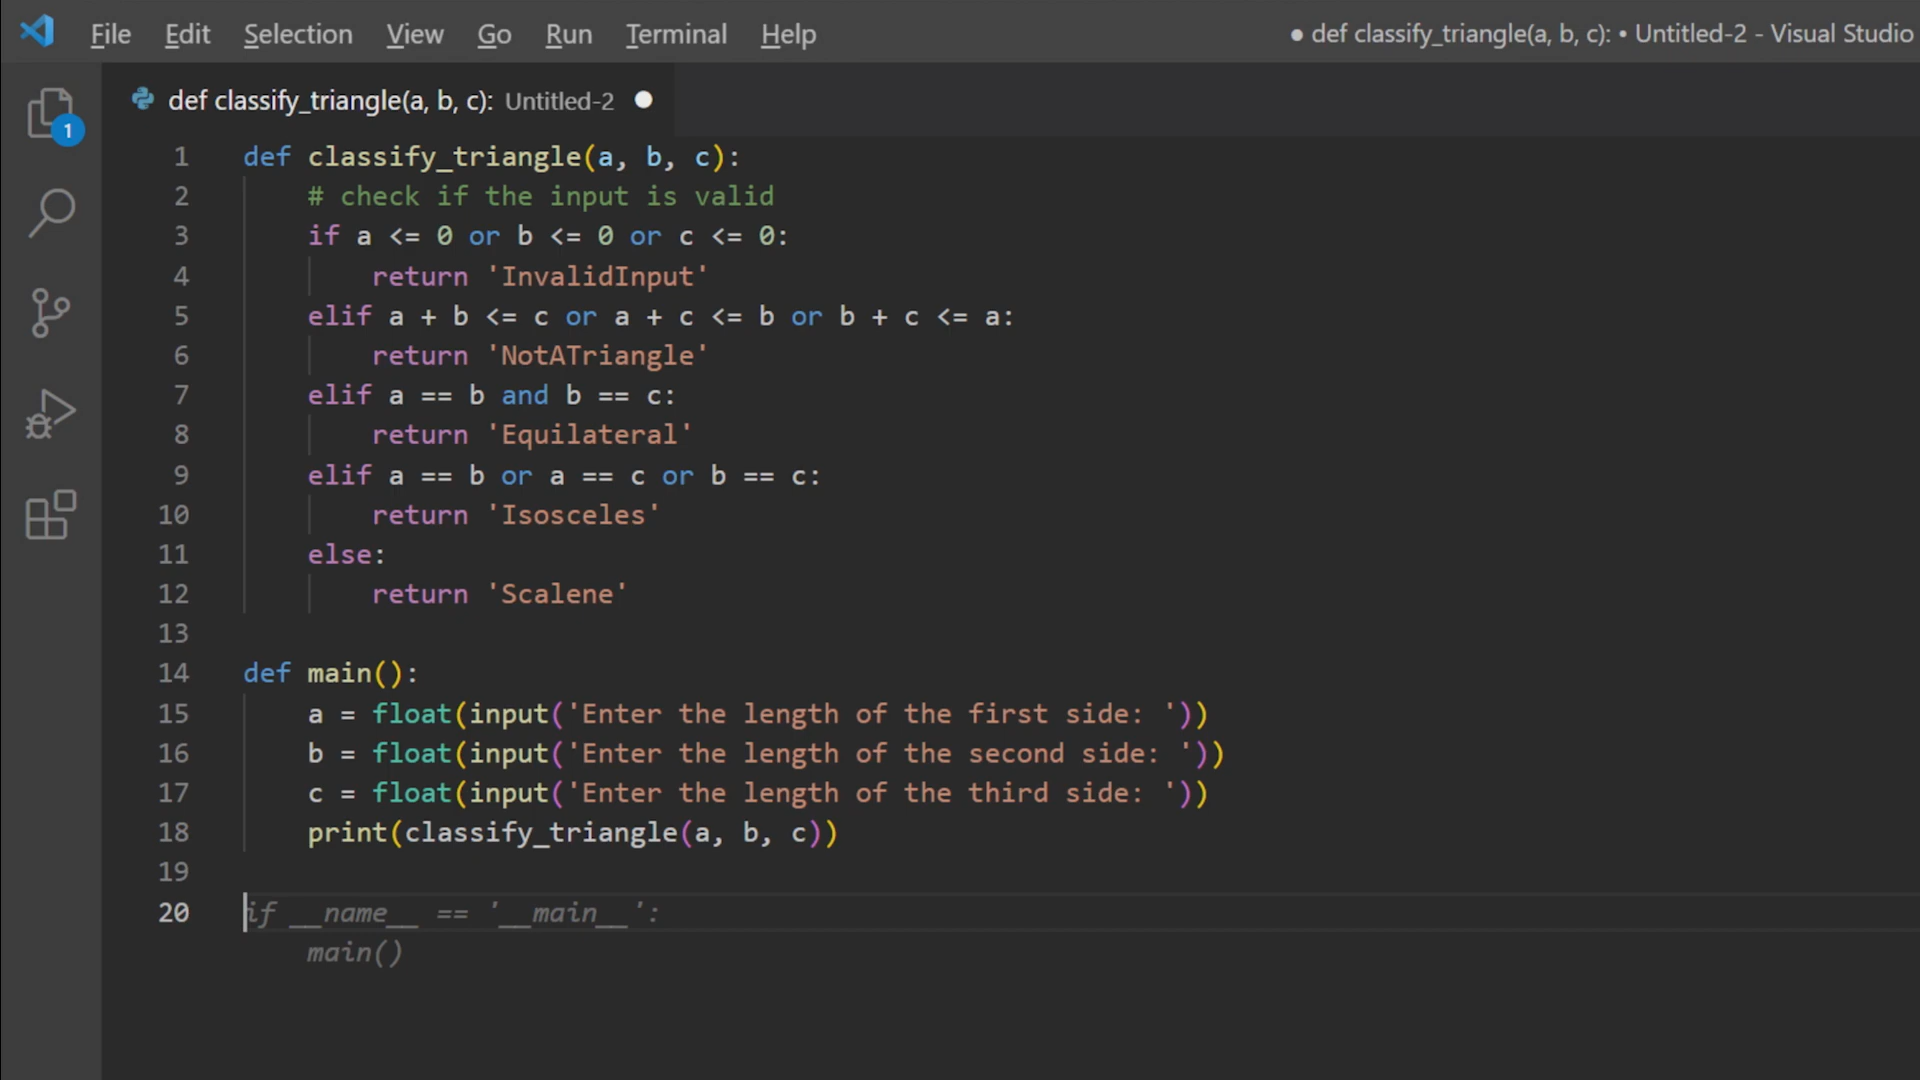 File Edit Selection View Go Run Terminal Help ● def classify_triangle(a, b, c): • Untitled-2 - Visual Studio
def classify_triangle(a, b, c): Untitled-2 ●
1
1 def classify_triangle(a, b, c):
2     # check if the input is valid
3     if a <= 0 or b <= 0 or c <= 0:
4         return 'InvalidInput'
5     elif a + b <= c or a + c <= b or b + c <= a:
6         return 'NotATriangle'
7     elif a == b and b == c:
8         return 'Equilateral'
9     elif a == b or a == c or b == c:
10         return 'Isosceles'
11     else:
12         return 'Scalene'
13
14 def main():
15     a = float(input('Enter the length of the first side: '))
16     b = float(input('Enter the length of the second side: '))
17     c = float(input('Enter the length of the third side: '))
18     print(classify_triangle(a, b, c))
19
20 if __name__ == '__main__':
    main()